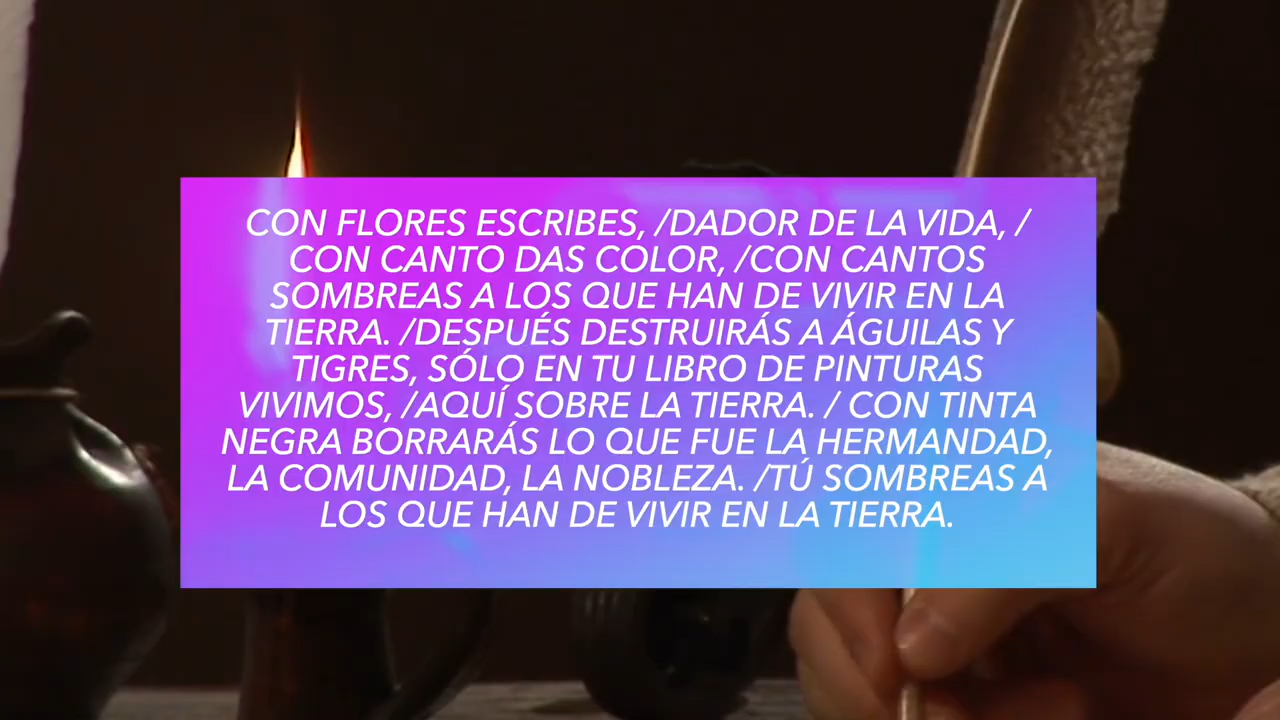 CON FLORES ESCRIBES, /DADOR DE LA VIDA, /
CON CANTO DAS COLOR, /CON CANTOS
SOMBREAS A LOS QUE HAN DE VIVIR EN LA
TIERRA. /DESPUÉS DESTRUIRÁS A ÁGUILAS Y
TIGRES, SÓLO EN TU LIBRO DE PINTURAS
VIVIMOS, /AQUÍ SOBRE LA TIERRA. / CON TINTA
NEGRA BORRARÁS LO QUE FUE LA HERMANDAD,
LA COMUNIDAD, LA NOBLEZA. /TÚ SOMBREAS A
LOS QUE HAN DE VIVIR EN LA TIERRA.